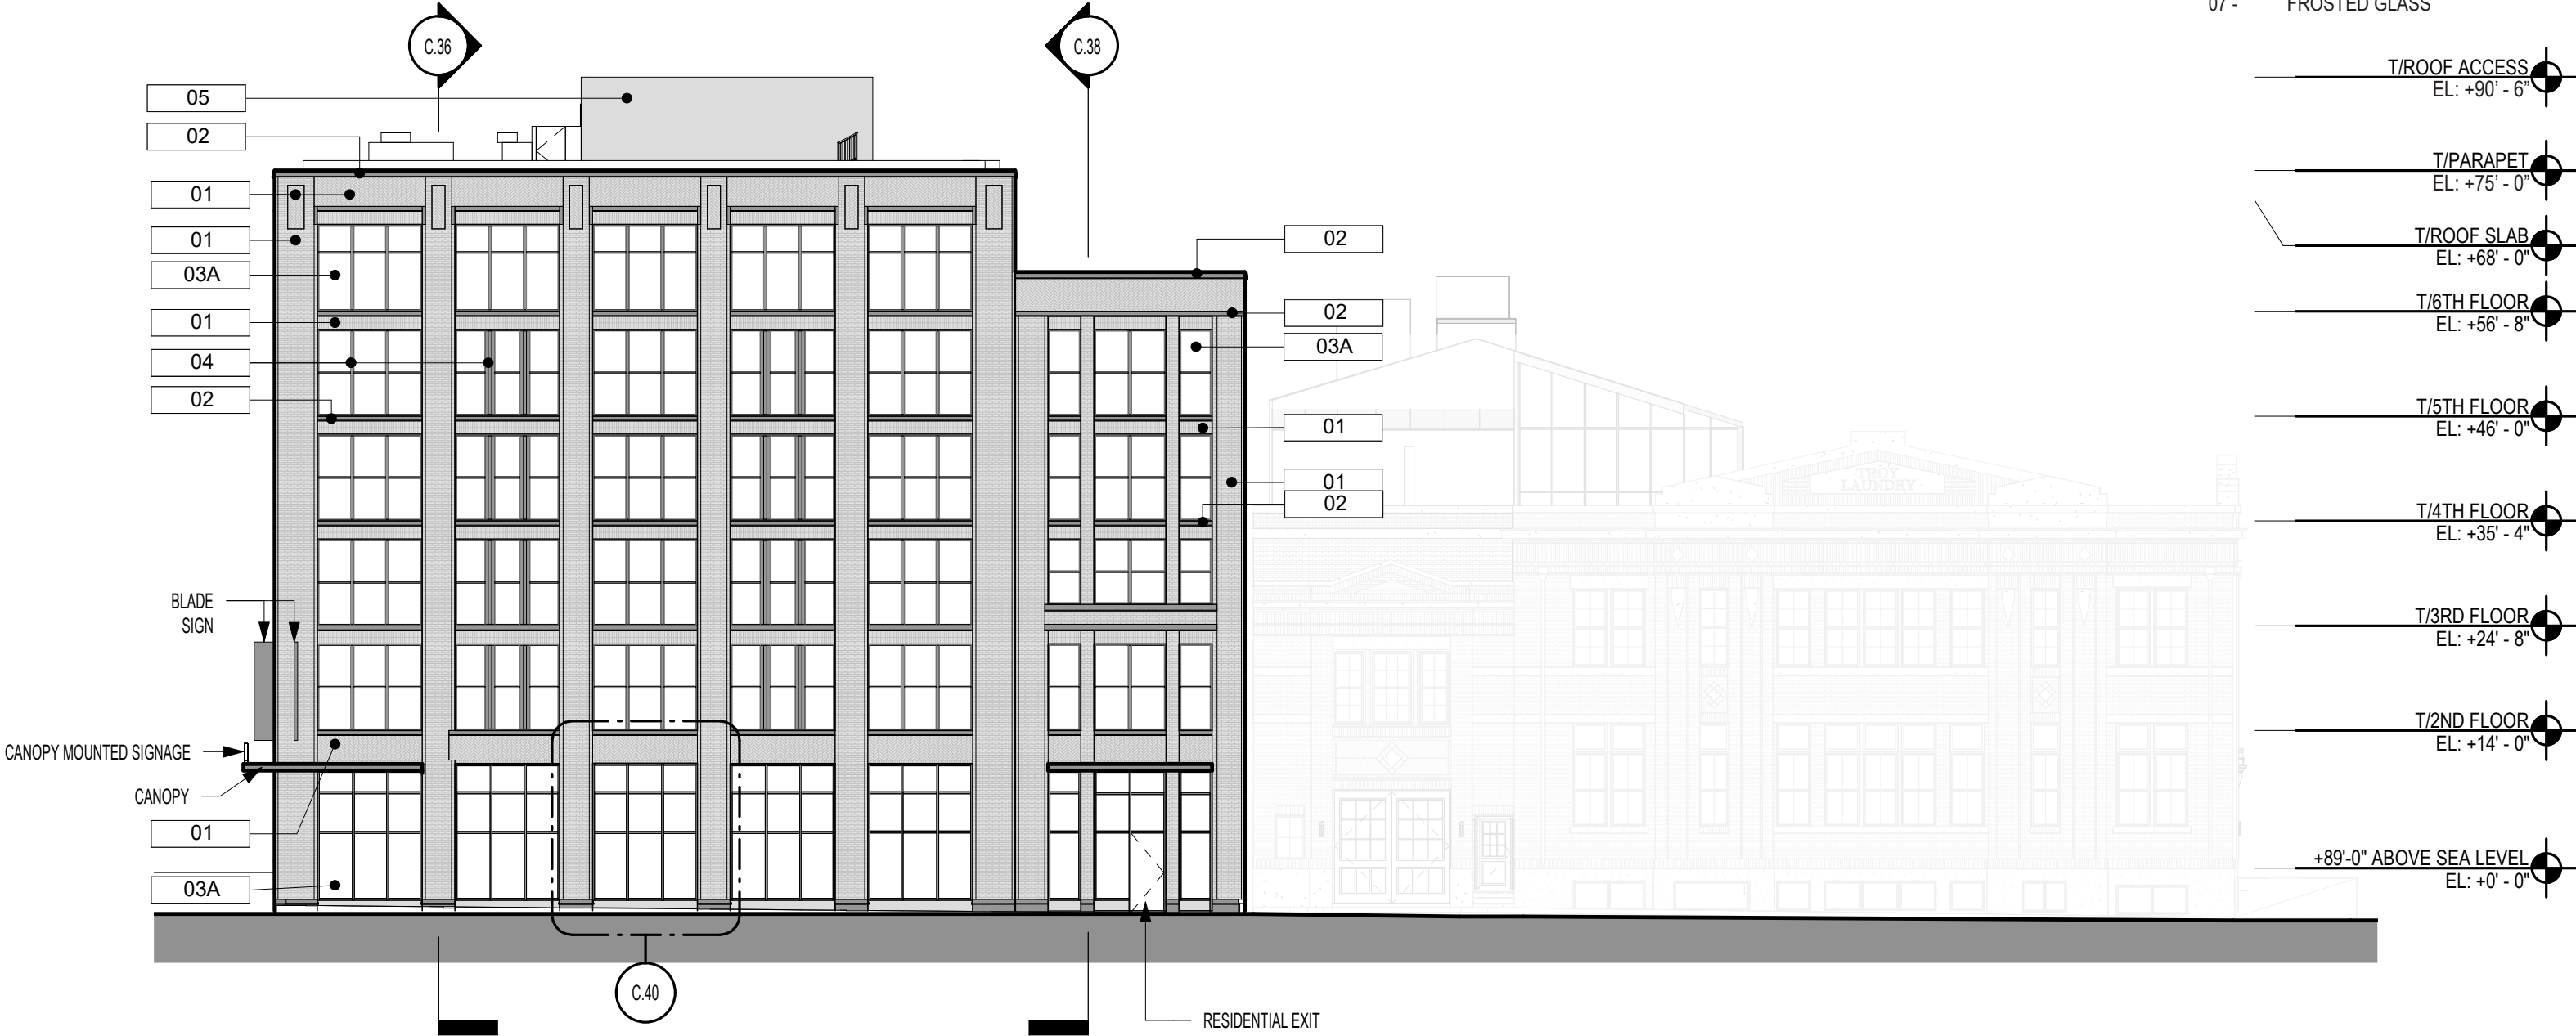 07 - FROSTED GLASS
C.36
C.38
T/ROOF ACCESS
EL: +90' - 6"
05
02
T/PARAPET
EL: +75' - 0"
01
01
03A
02
T/ROOF SLAB
EL: +68' - 0"
01
02
T/6TH FLOOR
EL: +56' - 8"
03A
04
02
T/5TH FLOOR
EL: +46' - 0"
01
01
02
TROY
LAUNDRY
T/4TH FLOOR
EL: +35' - 4"
BLADE
SIGN
T/3RD FLOOR
EL: +24' - 8"
CANOPY MOUNTED SIGNAGE
T/2ND FLOOR
EL: +14' - 0"
CANOPY
01
03A
+89'-0" ABOVE SEA LEVEL
EL: +0' - 0"
C.40
RESIDENTIAL EXIT